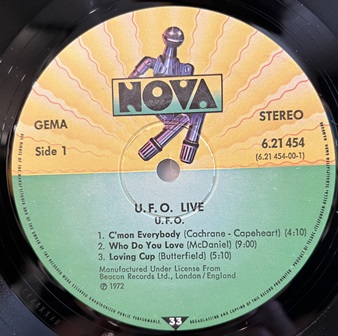 NOVA
GEMA
STEREO
Side 1
6.21 454
(6.21 454-00-1)
U.F.O. LIVE
U.F.O.
1. C'mon Everybody (Cochrane - Capeheart) (4:10)
2. Who Do You Love (McDaniel) (9:00)
3. Loving Cup (Butterfield) (5:10)
Manufactured Under License From
Beacon Records Ltd., London/England
℗ 1972
33